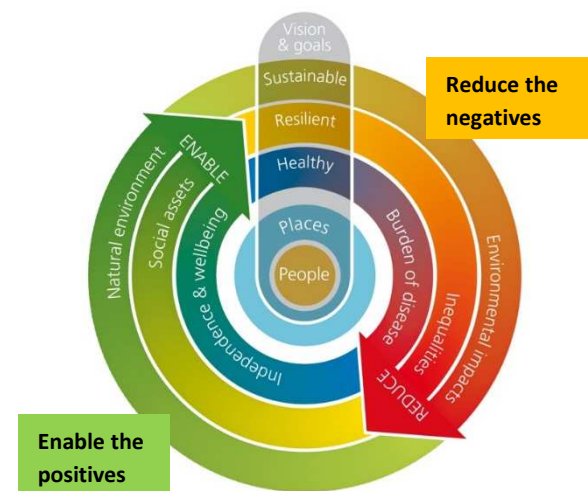 Vision
& goals
Sustainable
Resilient
Healthy
Places
People
Reduce the
negatives
ENABLE
Natural environment
Social assets
Independence & wellbeing
Burden of disease
Inequalities
Environmental impacts
REDUCE
Enable the
positives